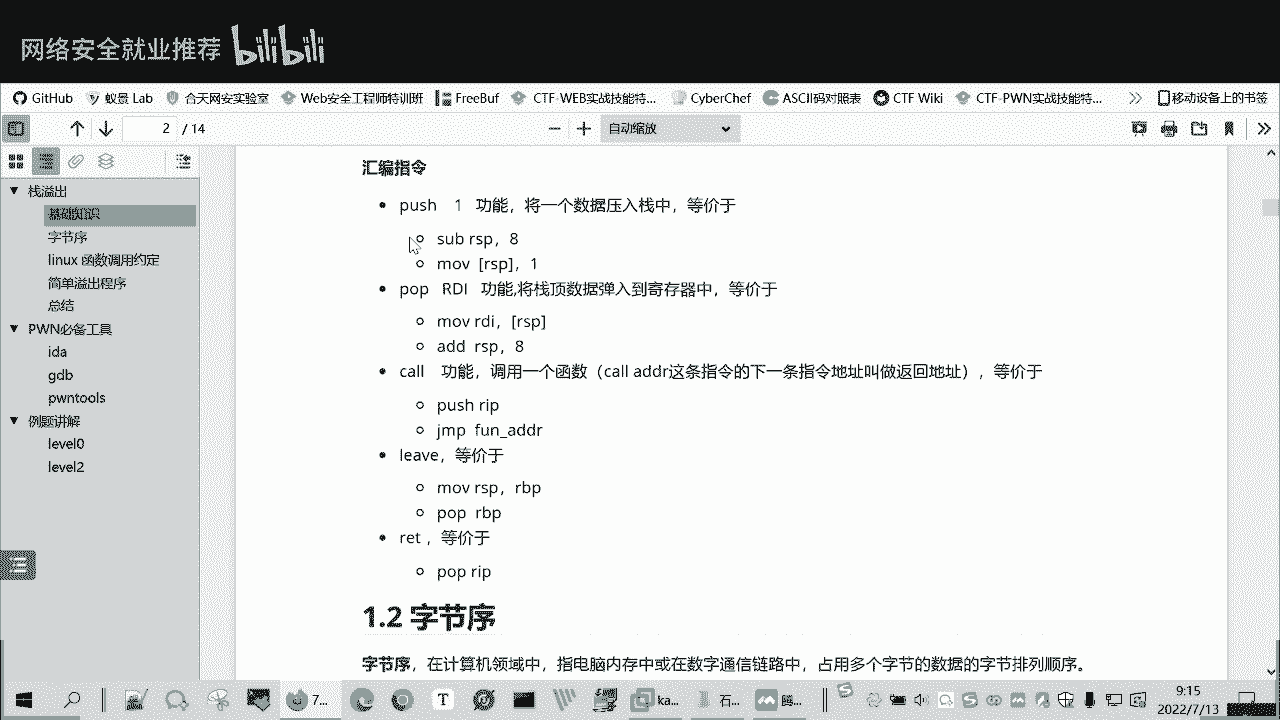 网络安全就业推荐 bilibili
GitHub 蚁景 Lab 合天网安实验室 Web安全工程师特训班 FreeBuf CTF-WEB实战技能特... CyberChef ASCII码对照表 CTF Wiki CTF-PWN实战技能特... 移动设备上的书签
2 / 14 自动缩放
栈溢出
基础知识
字节序
linux 函数调用约定
简单溢出程序
总结
PWN必备工具
ida
gdb
pwntools
例题讲解
level0
level2
汇编指令
push 1 功能，将一个数据压入栈中，等价于
sub rsp，8
mov [rsp]，1
pop RDI 功能,将栈顶数据弹入到寄存器中，等价于
mov rdi，[rsp]
add rsp，8
call 功能，调用一个函数（call addr这条指令的下一条指令地址叫做返回地址），等价于
push rip
jmp fun_addr
leave，等价于
mov rsp，rbp
pop rbp
ret ，等价于
pop rip
1.2 字节序
字节序，在计算机领域中，指电脑内存中或在数字通信链路中，占用多个字节的数据的字节排列顺序。
7... ka... 石... 腾...
9:15
2022/7/13